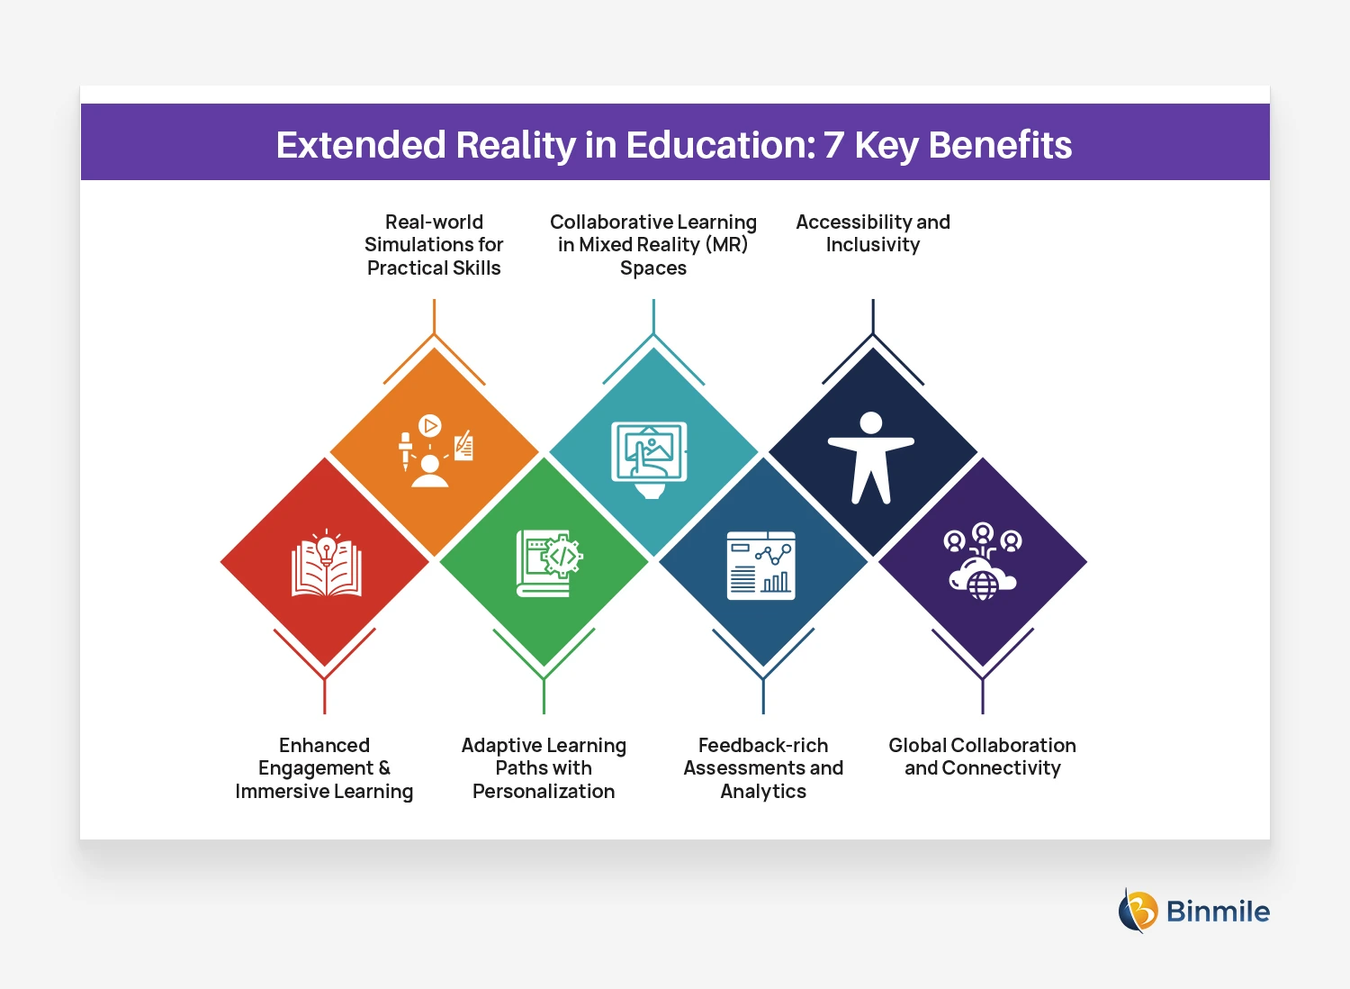 Extended Reality in Education: 7 Key Benefits
Real-world
Simulations for
Practical Skills
Collaborative Learning
in Mixed Reality (MR)
Spaces
Accessibility and
Inclusivity
Enhanced
Engagement &
Immersive Learning
Adaptive Learning
Paths with
Personalization
Feedback-rich
Assessments and
Analytics
Global Collaboration
and Connectivity
Binmile